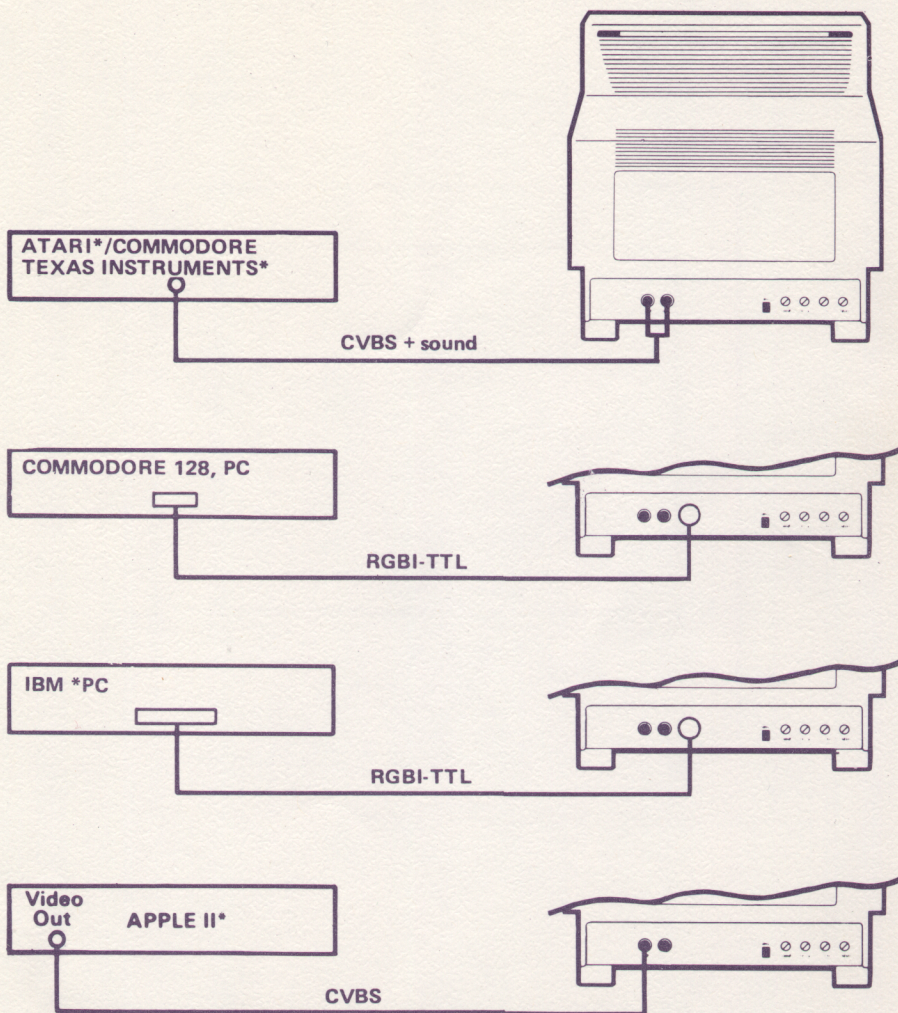 ATARI*/COMMODORE
TEXAS INSTRUMENTS*
CVBS + sound
COMMODORE 128, PC
RGBI-TTL
IBM *PC
RGBI-TTL
Video
Out
APPLE II*
CVBS